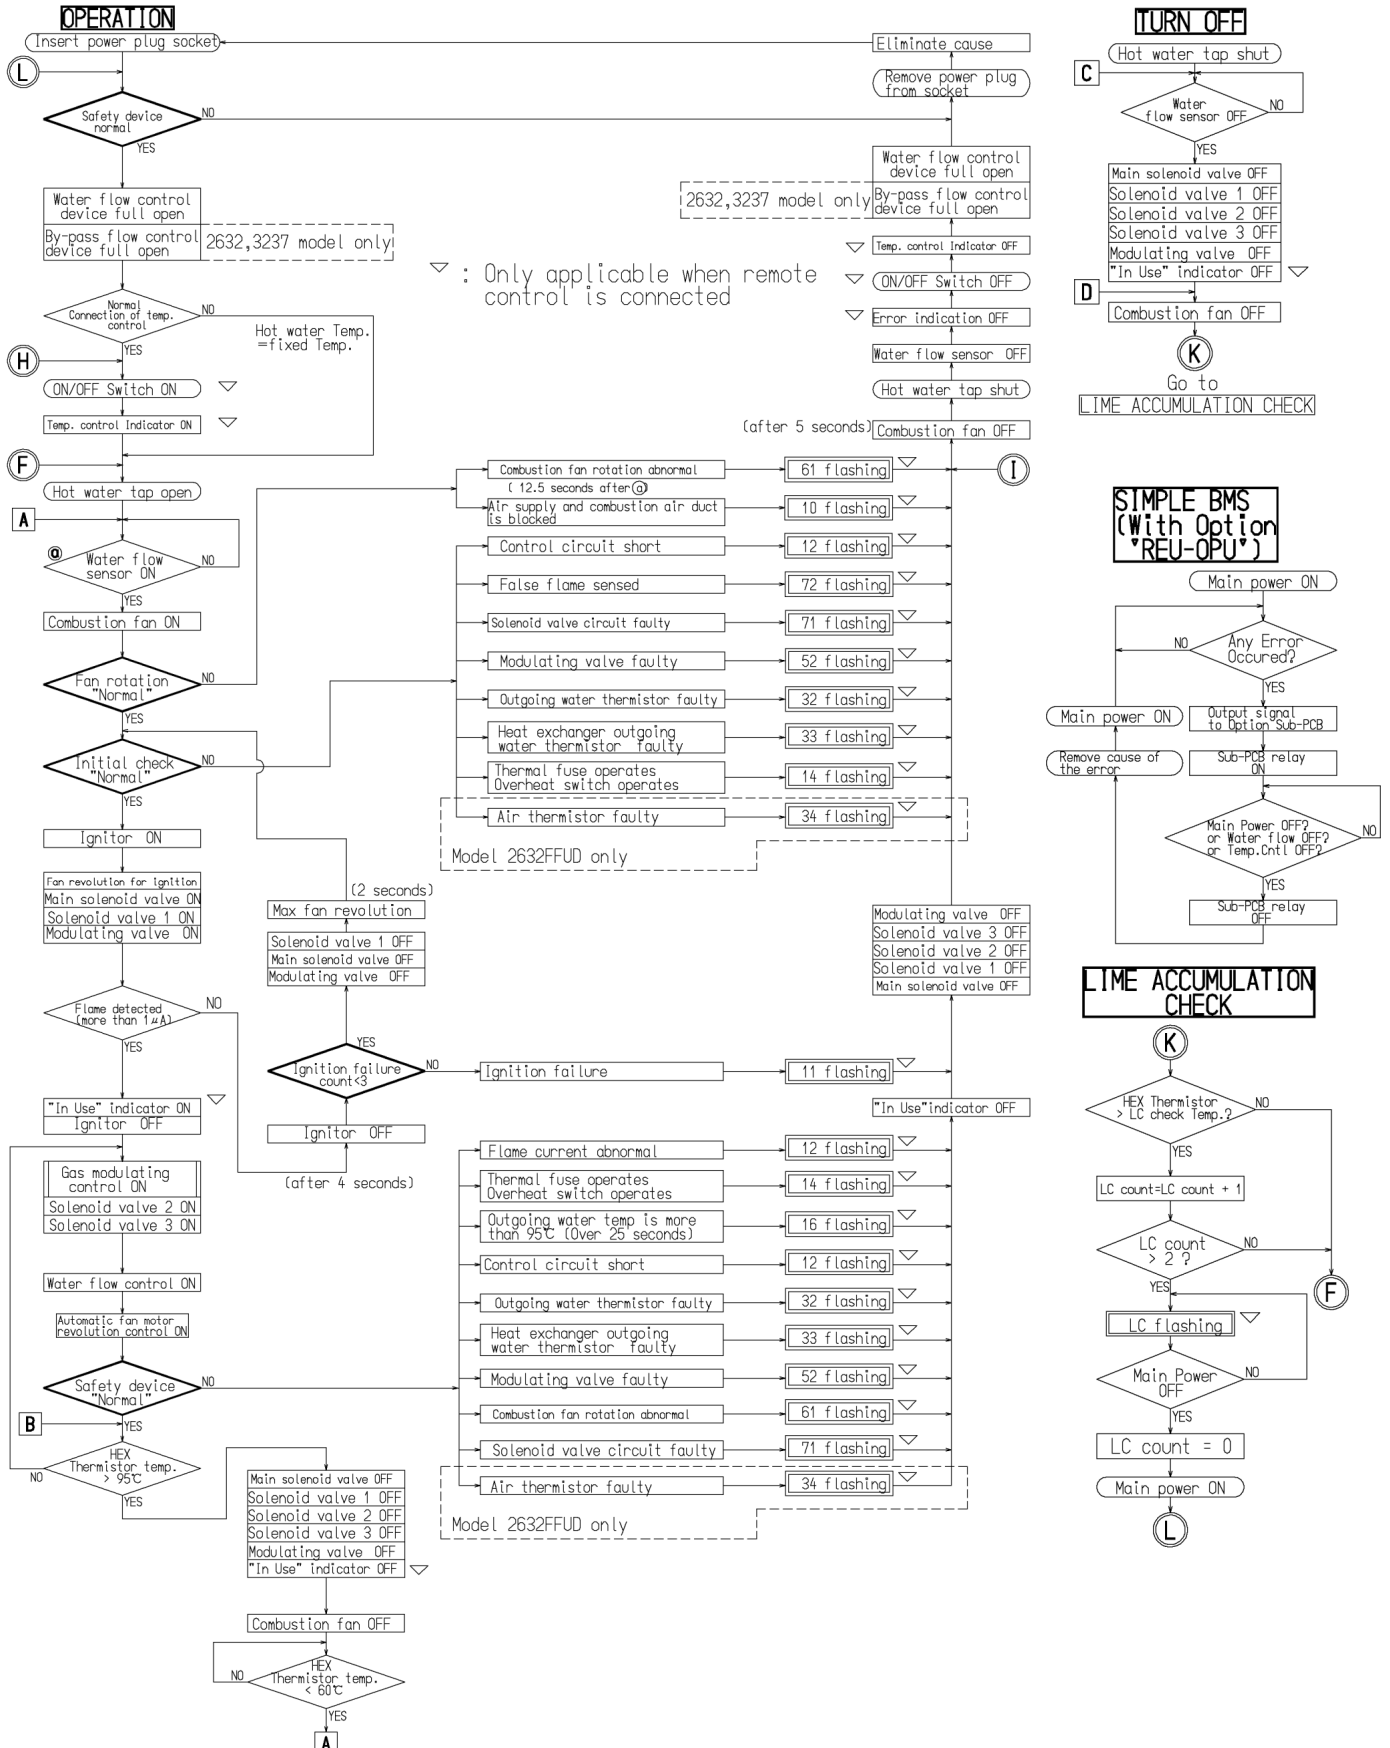 OPERATION
Insert power plug socket
L
Safety device
normal
NO
YES
Water flow control
device full open
By-pass flow control
device full open
2632,3237 model only
Normal
Connection of temp.
control
NO
YES
Hot water Temp.
=fixed Temp.
H
ON/OFF Switch ON
Temp. control Indicator ON
F
Hot water tap open
A
@
Water flow
sensor ON
NO
YES
Combustion fan ON
Fan rotation
"Normal"
NO
YES
Initial check
"Normal"
NO
YES
Ignitor ON
Fan revolution for ignition
Main solenoid valve ON
Solenoid valve 1 ON
Modulating valve ON
Flame detected
(more than 1μA)
NO
YES
"In Use" indicator ON
Ignitor OFF
Gas modulating
control ON
Solenoid valve 2 ON
Solenoid valve 3 ON
Water flow control ON
Automatic fan motor
revolution control ON
Safety device
"Normal"
NO
B
YES
HEX
Thermistor temp.
> 95℃
NO
YES
Main solenoid valve OFF
Solenoid valve 1 OFF
Solenoid valve 2 OFF
Solenoid valve 3 OFF
Modulating valve OFF
"In Use" indicator OFF
Combustion fan OFF
HEX
Thermistor temp.
< 60℃
NO
YES
A
(2 seconds)
Max fan revolution
Solenoid valve 1 OFF
Main solenoid valve OFF
Modulating valve OFF
YES
Ignition failure
count<3
NO
Ignitor OFF
(after 4 seconds)
▽ : Only applicable when remote
control is connected
Combustion fan rotation abnormal
61 flashing
( 12.5 seconds after @)
Air supply and combustion air duct
is blocked
10 flashing
Control circuit short
12 flashing
False flame sensed
72 flashing
Solenoid valve circuit faulty
71 flashing
Modulating valve faulty
52 flashing
Outgoing water thermistor faulty
32 flashing
Heat exchanger outgoing
water thermistor faulty
33 flashing
Thermal fuse operates
Overheat switch operates
14 flashing
Air thermistor faulty
34 flashing
Model 2632FFUD only
Ignition failure
11 flashing
Flame current abnormal
12 flashing
Thermal fuse operates
Overheat switch operates
14 flashing
Outgoing water temp is more
than 95℃ (Over 25 seconds)
16 flashing
Control circuit short
12 flashing
Outgoing water thermistor faulty
32 flashing
Heat exchanger outgoing
water thermistor faulty
33 flashing
Modulating valve faulty
52 flashing
Combustion fan rotation abnormal
61 flashing
Solenoid valve circuit faulty
71 flashing
Air thermistor faulty
34 flashing
Model 2632FFUD only
Eliminate cause
Remove power plug
from socket
Water flow control
device full open
2632,3237 model only
By-pass flow control
device full open
Temp. control Indicator OFF
ON/OFF Switch OFF
Error indication OFF
Water flow sensor OFF
Hot water tap shut
(after 5 seconds)
Combustion fan OFF
I
Modulating valve OFF
Solenoid valve 3 OFF
Solenoid valve 2 OFF
Solenoid valve 1 OFF
Main solenoid valve OFF
"In Use"indicator OFF
TURN OFF
Hot water tap shut
C
Water
flow sensor OFF
NO
YES
Main solenoid valve OFF
Solenoid valve 1 OFF
Solenoid valve 2 OFF
Solenoid valve 3 OFF
Modulating valve OFF
"In Use" indicator OFF
D
Combustion fan OFF
K
Go to
LIME ACCUMULATION CHECK
SIMPLE BMS
(With Option
"REU-OPU")
Main power ON
Any Error
Occured?
NO
YES
Output signal
to Option Sub-PCB
Main power ON
Sub-PCB relay
ON
Remove cause of
the error
Main Power OFF?
or Water flow OFF?
or Temp.Cntl OFF?
NO
YES
Sub-PCB relay
OFF
LIME ACCUMULATION
CHECK
K
HEX Thermistor
> LC check Temp.?
NO
YES
LC count=LC count + 1
LC count
> 2 ?
NO
YES
F
LC flashing
Main Power
OFF
NO
YES
LC count = 0
Main power ON
L